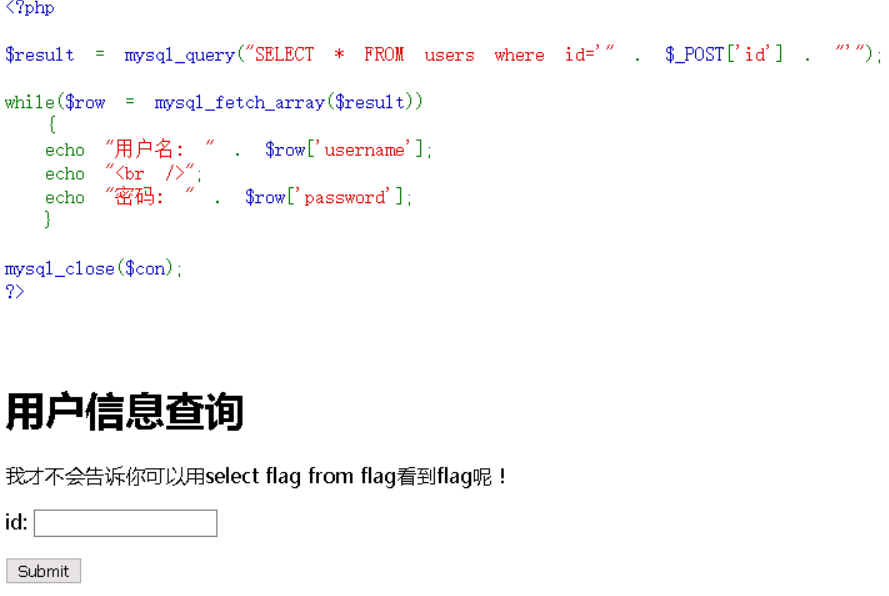 <?php
$result = mysql_query("SELECT * FROM users where id='" . $_POST['id'] . "'");
while($row = mysql_fetch_array($result))
{
echo "用户名: " . $row['username'];
echo "<br />";
echo "密码: " . $row['password'];
}
mysql_close($con);
?>
用户信息查询
我才不会告诉你可以用select flag from flag看到flag呢！
id:
Submit